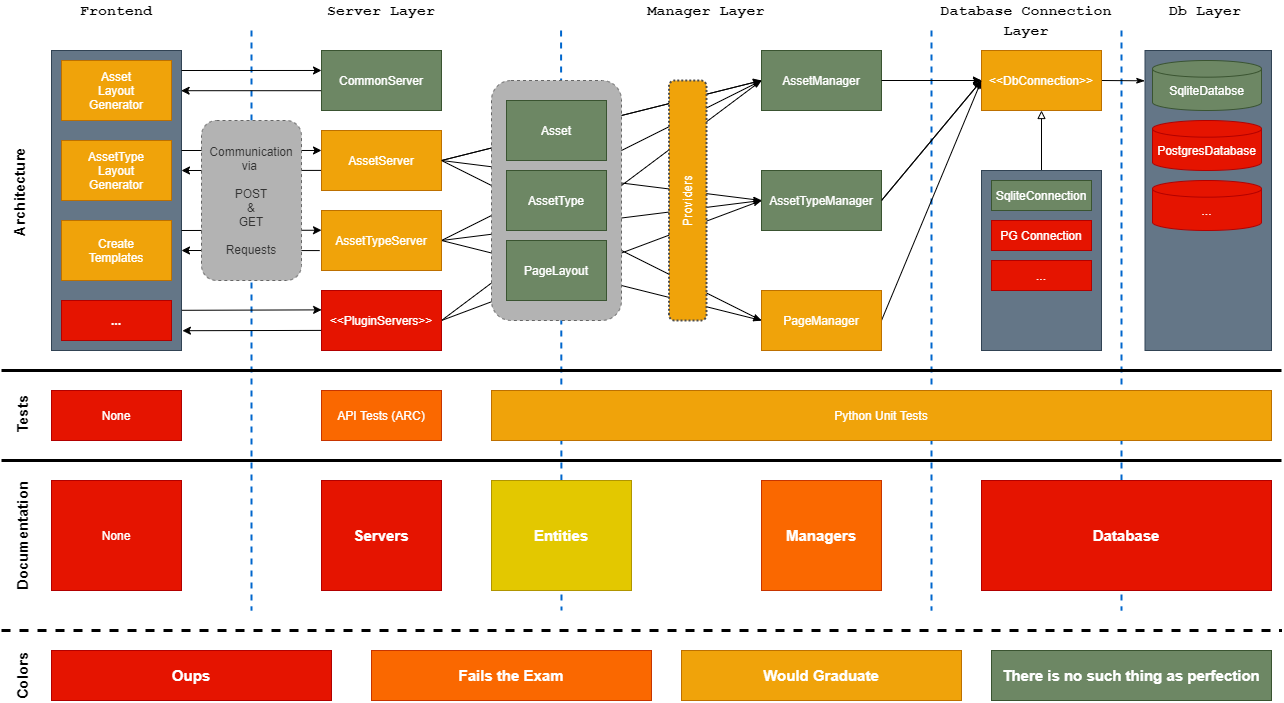 Frontend
Server Layer
Manager Layer
Database Connection
Layer
Db Layer
Architecture
Asset
Layout
Generator
AssetType
Layout
Generator
Create
Templates
...
Communication
via
POST
&
GET
Requests
CommonServer
AssetServer
AssetTypeServer
<<PluginServers>>
Asset
AssetType
PageLayout
Providers
AssetManager
AssetTypeManager
PageManager
<<DbConnection>>
SqliteConnection
PG Connection
...
SqliteDatabse
PostgresDatabase
...
Tests
None
API Tests (ARC)
Python Unit Tests
Documentation
None
Servers
Entities
Managers
Database
Colors
Oups
Fails the Exam
Would Graduate
There is no such thing as perfection